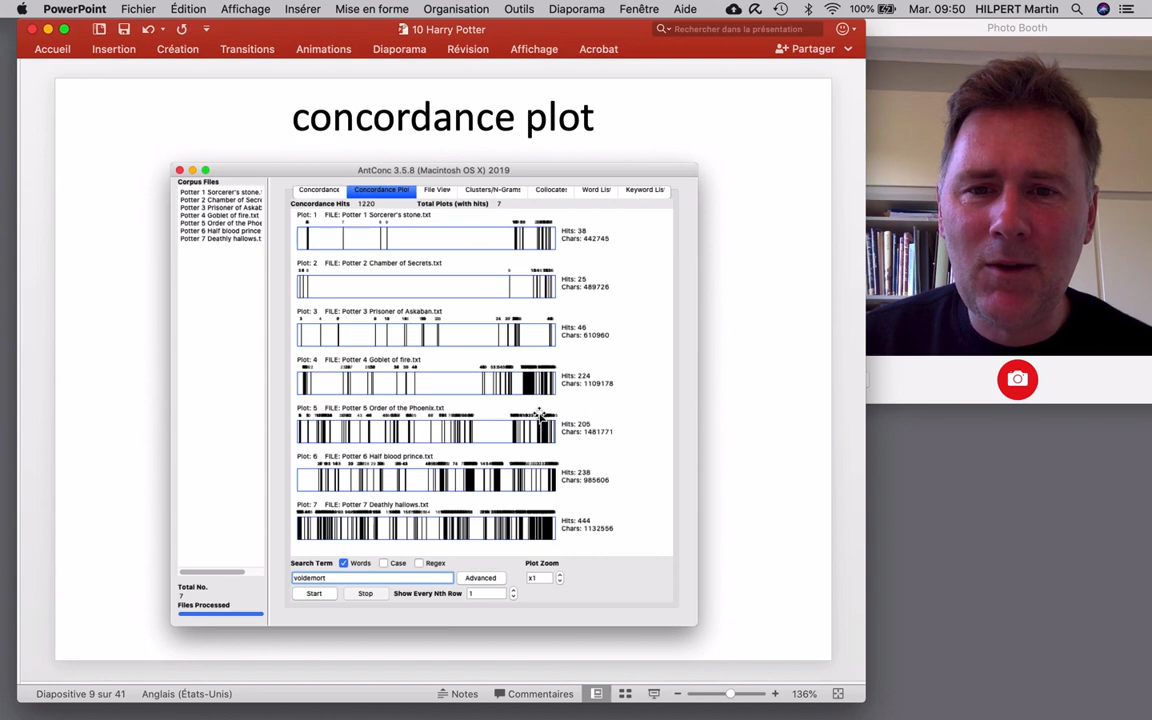 PowerPoint Fichier Édition Affichage Insérer Mise en forme Organisation Outils Diaporama Fenêtre Aide 100% Mar. 09:50 HILPERT Martin
10 Harry Potter
Rechercher dans la présentation
Photo Booth
Accueil Insertion Création Transitions Animations Diaporama Révision Affichage Acrobat Partager
concordance plot
AntConc 3.5.8 (Macintosh OS X) 2019
Corpus Files
Potter 1 Sorcerer's stone.
Potter 2 Chamber of Secre
Potter 3 Prisoner of Askab
Potter 4 Goblet of fire.txt
Potter 5 Order of the Phoe
Potter 6 Half blood prince
Potter 7 Deathly hallows.t
Concordance Concordance Plot File View Clusters/N-Grams Collocates Word List Keyword List
Concordance Hits 1220 Total Plots (with hits) 7
Plot: 1 FILE: Potter 1 Sorcerer's stone.txt
Hits: 38
Chars: 442745
Plot: 2 FILE: Potter 2 Chamber of Secrets.txt
Hits: 25
Chars: 489726
Plot: 3 FILE: Potter 3 Prisoner of Askaban.txt
Hits: 46
Chars: 610960
Plot: 4 FILE: Potter 4 Goblet of fire.txt
Hits: 224
Chars: 1109178
Plot: 5 FILE: Potter 5 Order of the Phoenix.txt
Hits: 205
Chars: 1481771
Plot: 6 FILE: Potter 6 Half blood prince.txt
Hits: 238
Chars: 985606
Plot: 7 FILE: Potter 7 Deathly hallows.txt
Hits: 444
Chars: 1132556
Search Term Words Case Regex Plot Zoom
voldemort Advanced x1
Start Stop Show Every Nth Row 1
Total No.
7
Files Processed
Diapositive 9 sur 41 Anglais (États-Unis) Notes Commentaires 136%